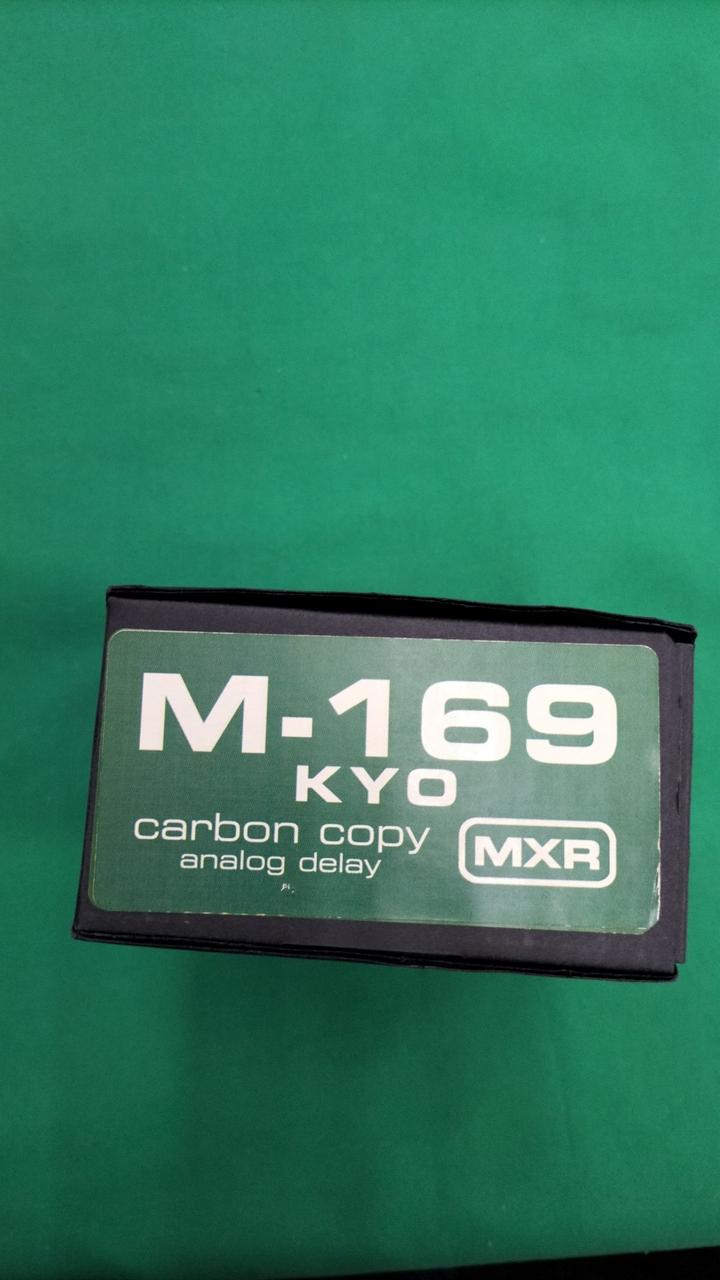 M-169
KYO
carbon copy
analog delay
MXR